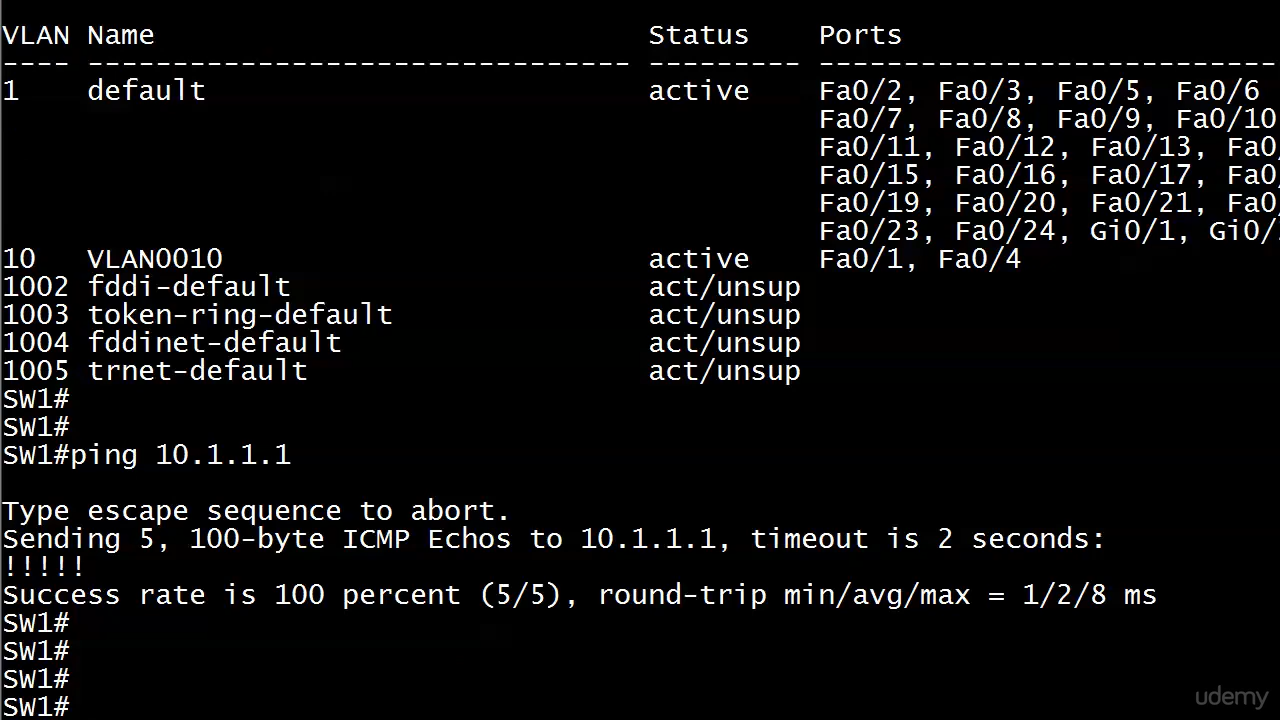 VLAN Name Status Ports
---- -------------------------------- --------- ---------------------------
1 default active Fa0/2, Fa0/3, Fa0/5, Fa0/6
Fa0/7, Fa0/8, Fa0/9, Fa0/10
Fa0/11, Fa0/12, Fa0/13, Fa0
Fa0/15, Fa0/16, Fa0/17, Fa0
Fa0/19, Fa0/20, Fa0/21, Fa0
Fa0/23, Fa0/24, Gi0/1, Gi0/
10 VLAN0010 active Fa0/1, Fa0/4
1002 fddi-default act/unsup
1003 token-ring-default act/unsup
1004 fddinet-default act/unsup
1005 trnet-default act/unsup
SW1#
SW1#
SW1#ping 10.1.1.1
Type escape sequence to abort.
Sending 5, 100-byte ICMP Echos to 10.1.1.1, timeout is 2 seconds:
!!!!!
Success rate is 100 percent (5/5), round-trip min/avg/max = 1/2/8 ms
SW1#
SW1#
SW1#
SW1#
udemy